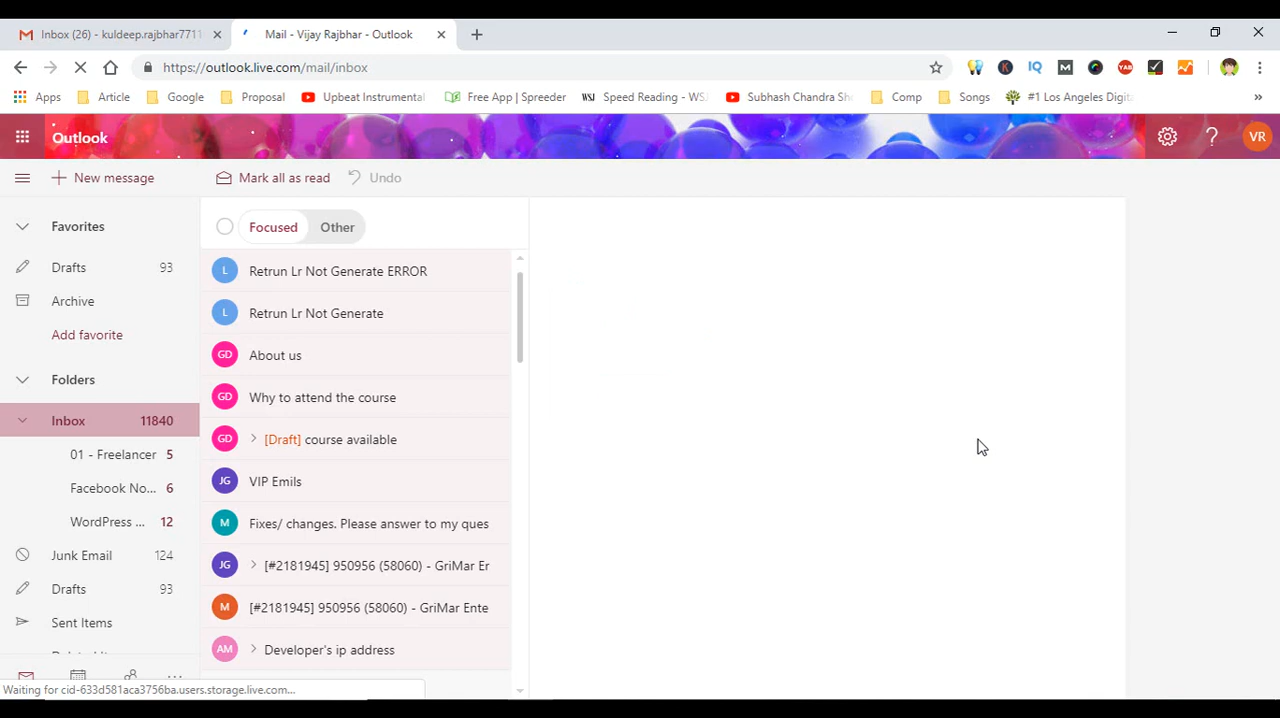 Inbox (26) - kuldeep.rajbhar7711
Mail - Vijay Rajbhar - Outlook
https://outlook.live.com/mail/inbox
Apps
Article
Google
Proposal
Upbeat Instrumental
Free App | Spreeder
WSJ Speed Reading - WSJ
Subhash Chandra Sh
Comp
Songs
#1 Los Angeles Digita
»
Outlook
? VR
New message
Mark all as read
Undo
Favorites
Focused Other
Drafts 93
L Retrun Lr Not Generate ERROR
Archive
L Retrun Lr Not Generate
Add favorite
GD About us
Folders
GD Why to attend the course
Inbox 11840
GD > [Draft] course available
01 - Freelancer 5
JG VIP Emils
Facebook No... 6
WordPress ... 12
M Fixes/ changes. Please answer to my ques
Junk Email 124
JG > [#2181945] 950956 (58060) - GriMar Er
Drafts 93
M [#2181945] 950956 (58060) - GriMar Ente
Sent Items
AM > Developer's ip address
Waiting for cid-633d581aca3756ba.users.storage.live.com...